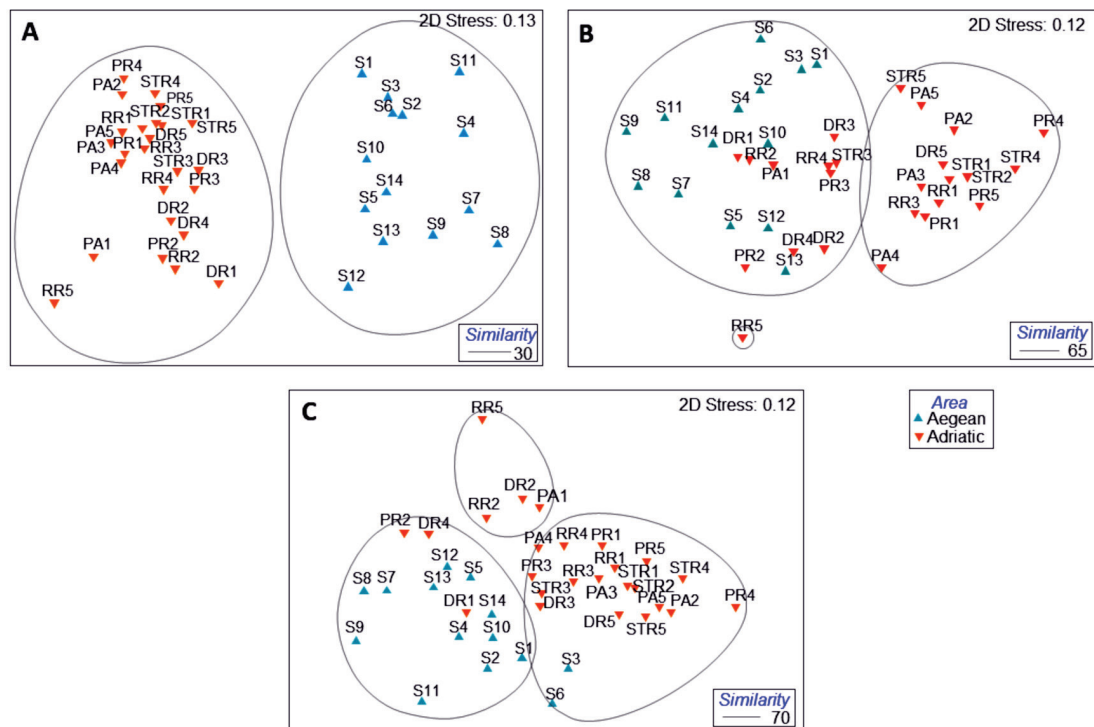 A
2D Stress: 0.13
PR4
PA2
STR4
PR5
STR2
STR1
STR5
RR1
PA5
DR5
PA3
PR1
RR3
PA4
STR3
DR3
RR4
PR3
DR2
DR4
PA1
PR2
RR2
DR1
RR5
S1
S11
S3
S6
S2
S4
S10
S14
S5
S7
S13
S9
S8
S12
Similarity
30
B
2D Stress: 0.12
S6
S3
S1
S2
S4
S11
S9
S14
DR1
S10
DR3
RR2
PA1
RR4
STR3
PR3
S8
S7
S5
S12
PR2
DR4
DR2
S13
STR5
PA5
PA2
PR4
DR5
STR1
STR4
STR2
PA3
RR1
PR5
RR3
PR1
PA4
RR5
Similarity
65
C
2D Stress: 0.12
RR5
DR2
PA1
RR2
PR2
DR4
S12
S5
S8
S7
S13
DR1
S14
S4
S10
S9
S2
S1
S11
PA4
RR4
PR1
PR3
RR1
PR5
RR3
STR1
STR4
STR3
STR2
DR3
PA3
PA5
PA2
PR4
DR5
STR5
S3
S6
Similarity
70
Area
Aegean
Adriatic